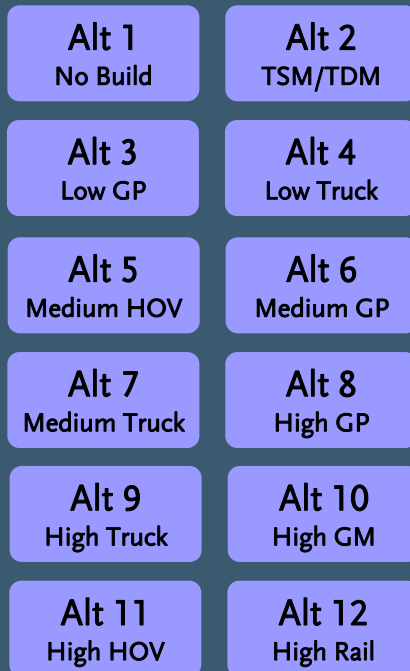 Alt 1
No Build
Alt 2
TSM/TDM
Alt 3
Low GP
Alt 4
Low Truck
Alt 5
Medium HOV
Alt 6
Medium GP
Alt 7
Medium Truck
Alt 8
High GP
Alt 9
High Truck
Alt 10
High GM
Alt 11
High HOV
Alt 12
High Rail